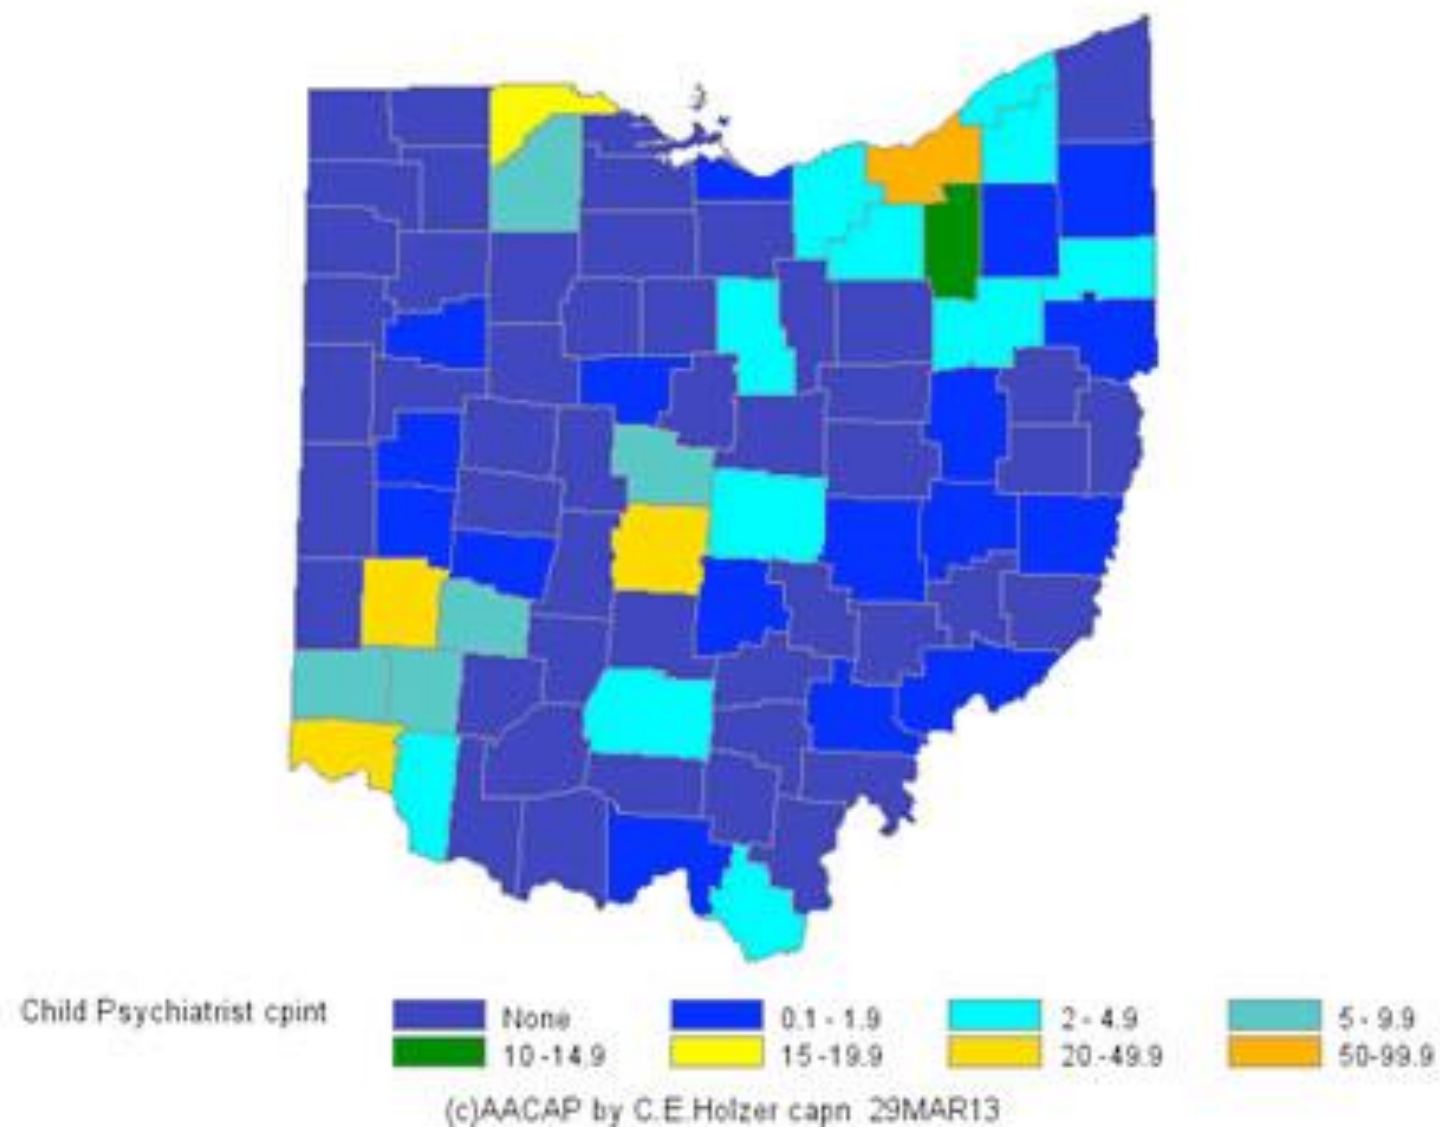 Child Psychiatrist cpint
None 0.1 - 1.9 2 - 4.9 5 - 9.9
10 -14.9 15 -19.9 20 -49.9 50-99.9
(c)AACAP by C.E.Holzer capn 29MAR13